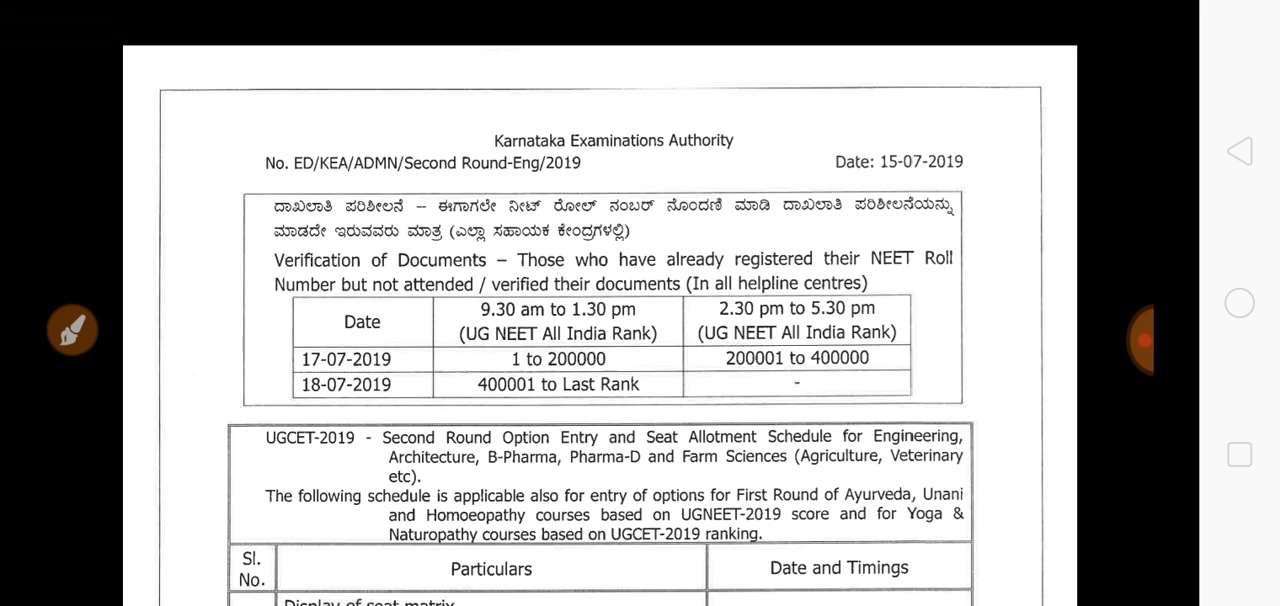 Karnataka Examinations Authority
No. ED/KEA/ADMN/Second Round-Eng/2019 Date: 15-07-2019
ದಾಖಲಾತಿ ಪರಿಶೀಲನೆ – ಈಗಾಗಲೇ ನೀಟ್ ರೋಲ್ ನಂಬರ್ ನೊಂದಣಿ ಮಾಡಿ ದಾಖಲಾತಿ ಪರಿಶೀಲನೆಯನ್ನು
ಮಾಡದೇ ಇರುವವರು ಮಾತ್ರ (ಎಲ್ಲಾ ಸಹಾಯಕ ಕೇಂದ್ರಗಳಲ್ಲಿ)
Verification of Documents – Those who have already registered their NEET Roll
Number but not attended / verified their documents (In all helpline centres)
Date
9.30 am to 1.30 pm
(UG NEET All India Rank)
2.30 pm to 5.30 pm
(UG NEET All India Rank)
17-07-2019 1 to 200000 200001 to 400000
18-07-2019 400001 to Last Rank -
UGCET-2019 - Second Round Option Entry and Seat Allotment Schedule for Engineering,
Architecture, B-Pharma, Pharma-D and Farm Sciences (Agriculture, Veterinary
etc).
The following schedule is applicable also for entry of options for First Round of Ayurveda, Unani
and Homoeopathy courses based on UGNEET-2019 score and for Yoga &
Naturopathy courses based on UGCET-2019 ranking.
Sl.
No.
Particulars
Date and Timings
Display of seat matrix